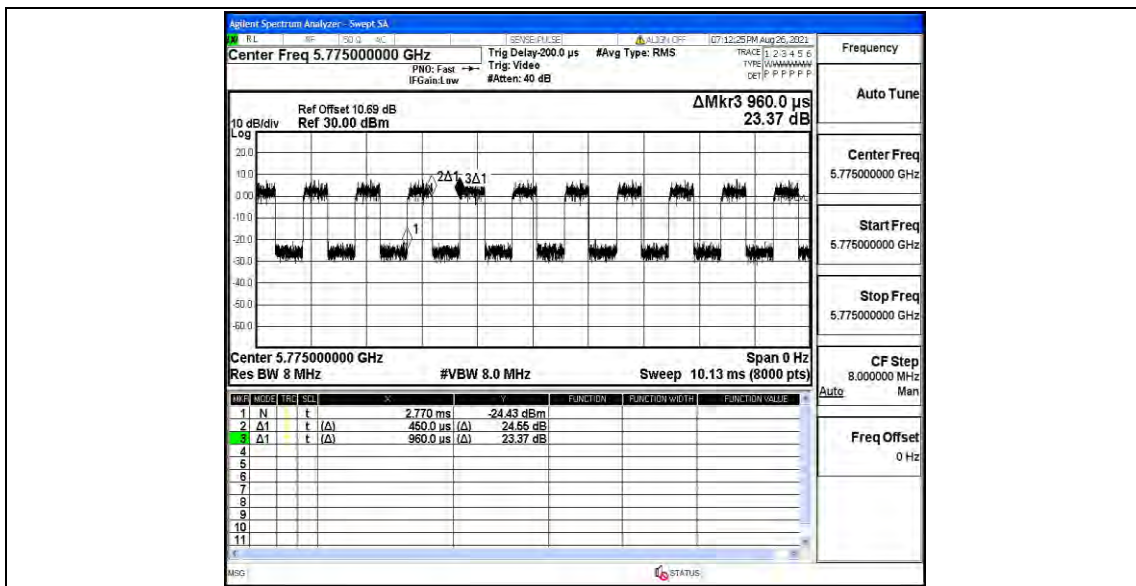 Agilent Spectrum Analyzer - Swept SA
RL RF 50 Ω AC SENSE:PULSE ALIGN OFF 07:12:25 PM Aug 26, 2021
Center Freq 5.775000000 GHz
Trig Delay-200.0 µs #Avg Type: RMS
TRACE 1 2 3 4 5 6
PNO: Fast
IFGain:Low
Trig: Video
#Atten: 40 dB
TYPE WWWWWW
DET P P P P P P
Frequency
Auto Tune
ΔMkr3 960.0 µs
23.37 dB
Ref Offset 10.69 dB
10 dB/div Ref 30.00 dBm
Log
20.0
10.0
0.00
-10.0
-20.0
-30.0
-40.0
-50.0
-60.0
2Δ1
3Δ1
1
Center Freq
5.775000000 GHz
Start Freq
5.775000000 GHz
Stop Freq
5.775000000 GHz
CF Step
8.000000 MHz
Auto Man
Freq Offset
0 Hz
Center 5.775000000 GHz Span 0 Hz
Res BW 8 MHz #VBW 8.0 MHz Sweep 10.13 ms (8000 pts)
MKR MODE TRC SCL X Y FUNCTION FUNCTION WIDTH FUNCTION VALUE
1 N t 2.770 ms -24.43 dBm
2 Δ1 t (Δ) 450.0 µs (Δ) 24.55 dB
3 Δ1 t (Δ) 960.0 µs (Δ) 23.37 dB
4
5
6
7
8
9
10
11
MSG STATUS